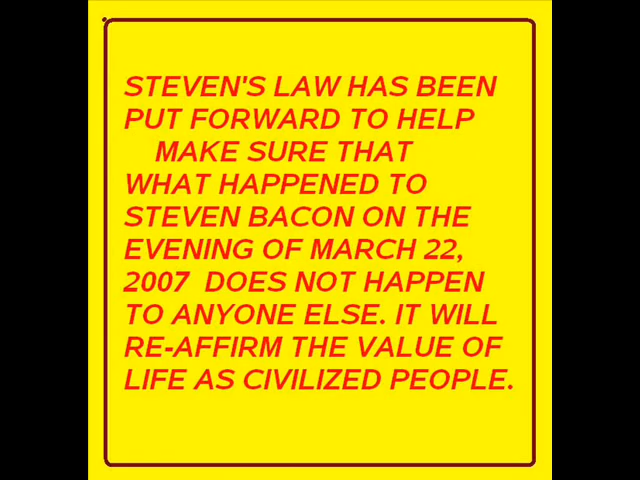 STEVEN'S LAW HAS BEEN
PUT FORWARD TO HELP
MAKE SURE THAT
WHAT HAPPENED TO
STEVEN BACON ON THE
EVENING OF MARCH 22,
2007 DOES NOT HAPPEN
TO ANYONE ELSE. IT WILL
RE-AFFIRM THE VALUE OF
LIFE AS CIVILIZED PEOPLE.